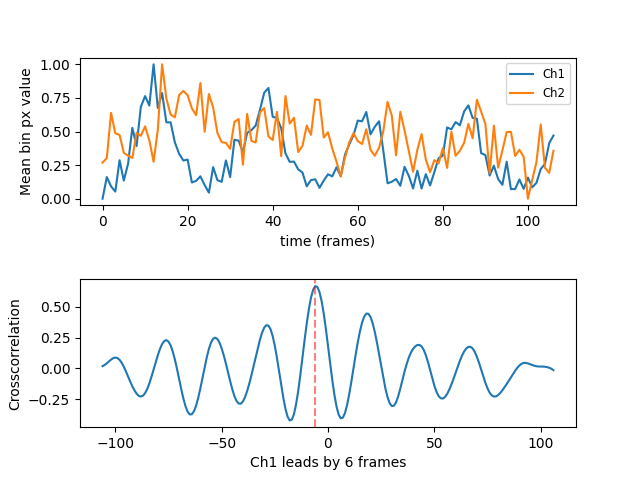 1.00
0.75
0.50
0.25
0.00
Mean bin px value
Ch1
Ch2
0 20 40 60 80 100
time (frames)
0.50
0.25
0.00
−0.25
Crosscorrelation
−100 −50 0 50 100
Ch1 leads by 6 frames